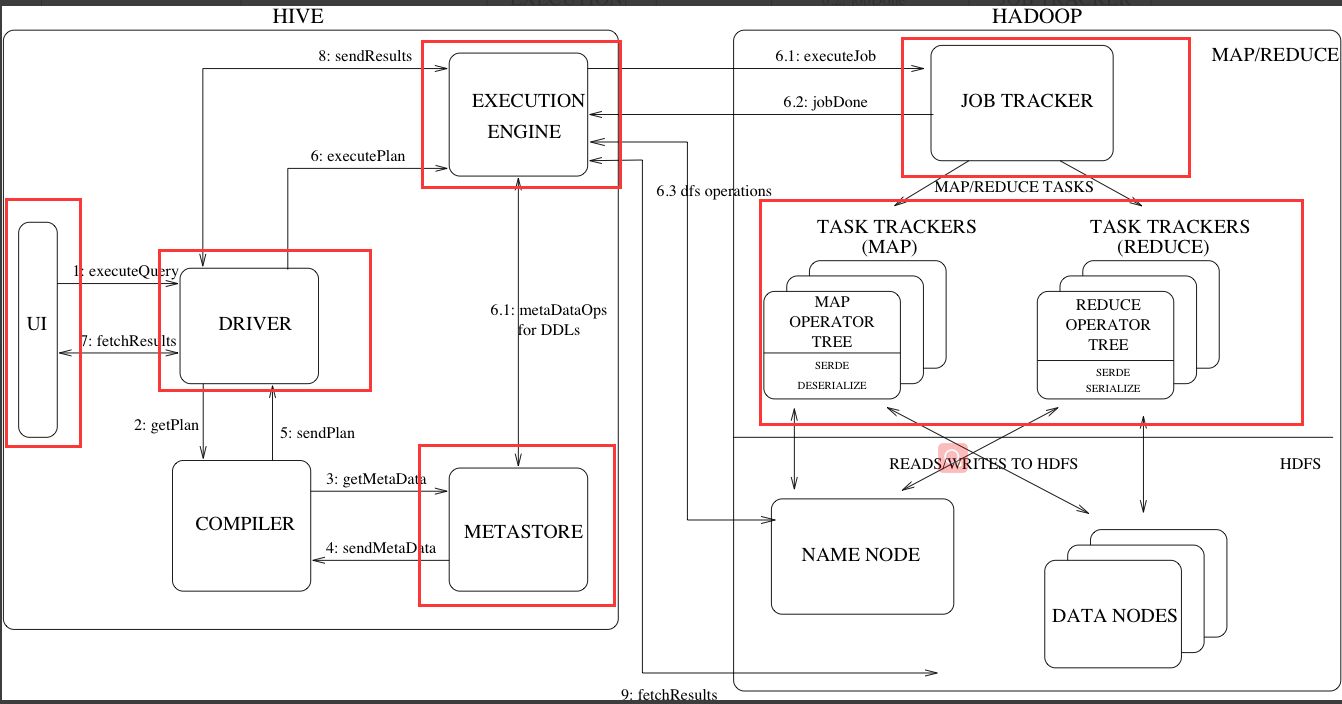 HIVE
HADOOP
8: sendResults
6.1: executeJob
MAP/REDUCE
EXECUTION
ENGINE
6.2: jobDone
JOB TRACKER
6: executePlan
6.3 dfs operations
MAP/REDUCE TASKS
TASK TRACKERS
(MAP)
TASK TRACKERS
(REDUCE)
1: executeQuery
UI
DRIVER
7: fetchResults
6.1: metaDataOps
for DDLs
MAP
OPERATOR
TREE
SERDE
DESERIALIZE
REDUCE
OPERATOR
TREE
SERDE
SERIALIZE
2: getPlan
5: sendPlan
READS/WRITES TO HDFS
HDFS
3: getMetaData
COMPILER
METASTORE
4: sendMetaData
NAME NODE
DATA NODES
9: fetchResults